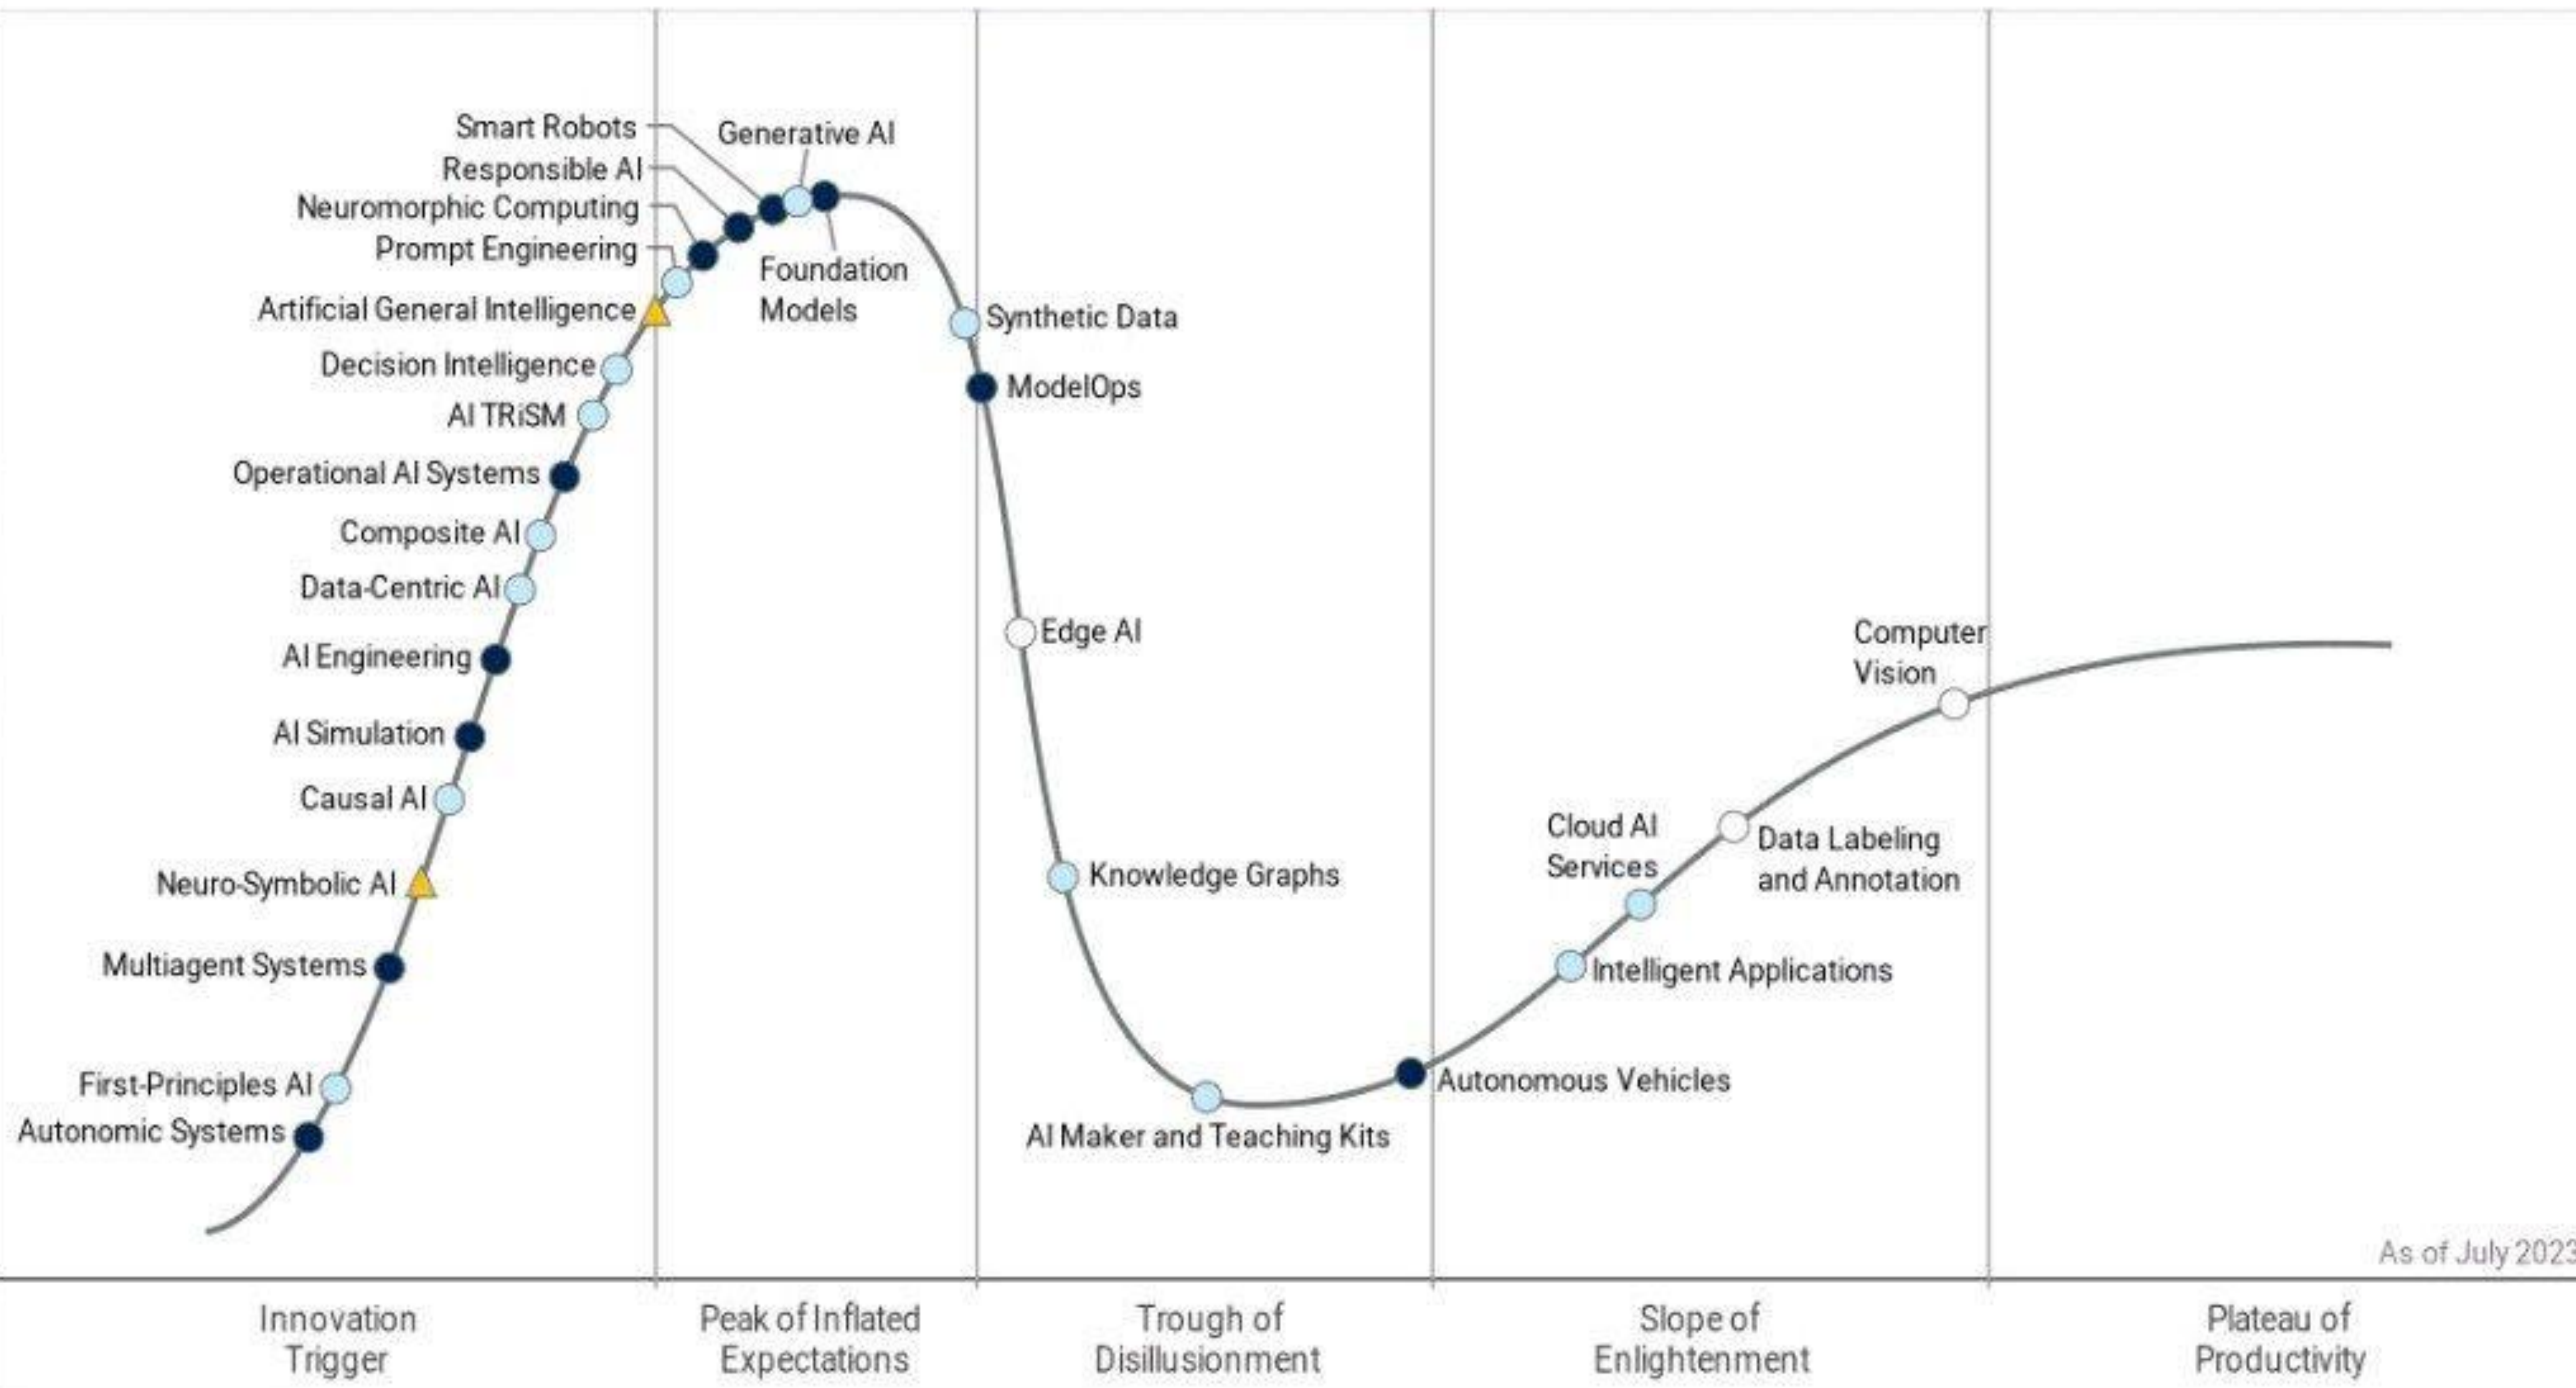 Smart Robots
Generative AI
Responsible AI
Neuromorphic Computing
Prompt Engineering
Foundation
Models
Artificial General Intelligence
Synthetic Data
Decision Intelligence
ModelOps
AI TRiSM
Operational AI Systems
Composite AI
Data-Centric AI
Edge AI
Computer
Vision
AI Engineering
AI Simulation
Causal AI
Cloud AI
Services
Data Labeling
and Annotation
Knowledge Graphs
Neuro-Symbolic AI
Multiagent Systems
Intelligent Applications
First-Principles AI
Autonomous Vehicles
Autonomic Systems
AI Maker and Teaching Kits
As of July 2023
Innovation
Trigger
Peak of Inflated
Expectations
Trough of
Disillusionment
Slope of
Enlightenment
Plateau of
Productivity